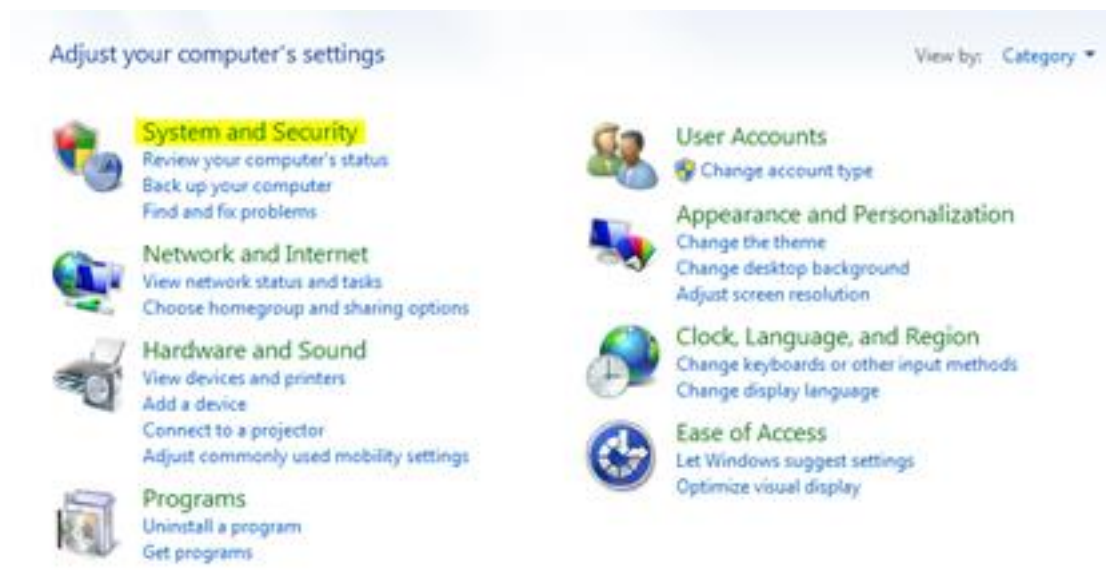 Adjust your computer's settings
View by: Category
System and Security
Review your computer's status
Back up your computer
Find and fix problems
Network and Internet
View network status and tasks
Choose homegroup and sharing options
Hardware and Sound
View devices and printers
Add a device
Connect to a projector
Adjust commonly used mobility settings
Programs
Uninstall a program
Get programs
User Accounts
Change account type
Appearance and Personalization
Change the theme
Change desktop background
Adjust screen resolution
Clock, Language, and Region
Change keyboards or other input methods
Change display language
Ease of Access
Let Windows suggest settings
Optimize visual display